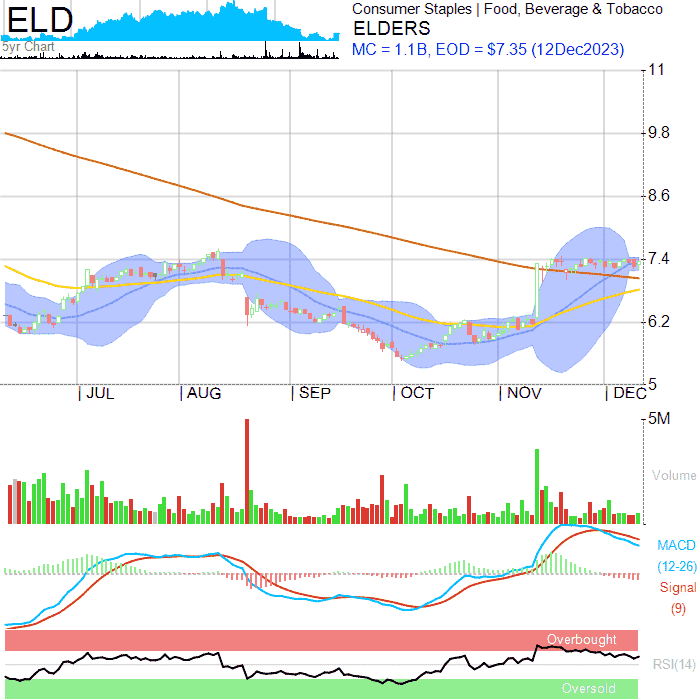 ELD
5yr Chart
Consumer Staples | Food, Beverage & Tobacco
ELDERS
MC = 1.1B, EOD = $7.35 (12Dec2023)
11
9.8
8.6
7.4
6.2
5
JUL
AUG
SEP
OCT
NOV
DEC
5M
Volume
MACD
(12-26)
Signal
(9)
Overbought
RSI(14)
Oversold